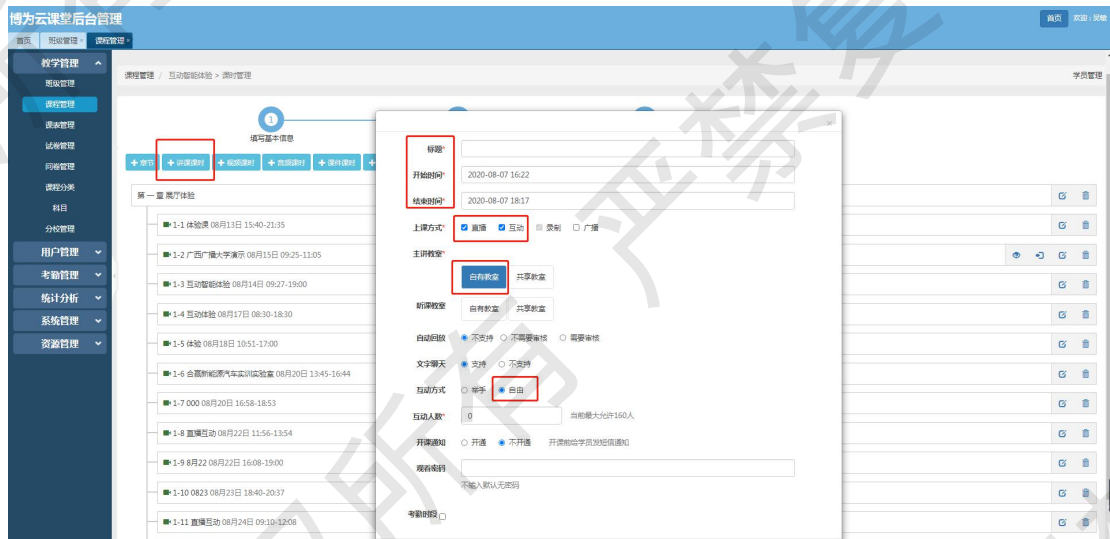 博为云课堂后台管理
首页 欢迎：吴敏
首页 班级管理× 课程管理×
教学管理
班级管理
课程管理
课表管理
试卷管理
问卷管理
课程分类
科目
分校管理
用户管理
考勤管理
统计分析
系统管理
资源管理
课程管理 / 互动智能体验 > 课时管理
学员管理
1
填写基本信息
+章节 +讲课课时 +视频课时 +音频课时 +课件课时 +
第一章 展厅体验
1-1 体验课 08月13日 15:40-21:35
1-2 广西广播大学演示 08月15日 09:25-11:05
1-3 互动智能体验 08月14日 09:27-19:00
1-4 互动体验 08月17日 08:30-18:30
1-5 体验 08月18日 10:51-17:00
1-6 合嘉新能源汽车实训实验室 08月20日 13:45-16:44
1-7 000 08月20日 16:58-18:53
1-8 直播互动 08月22日 11:56-13:54
1-9 8月22 08月22日 16:08-19:00
1-10 0823 08月23日 18:40-20:37
1-11 直播互动 08月24日 09:10-12:08
×
标题*
开始时间* 2020-08-07 16:22
结束时间* 2020-08-07 18:17
上课方式* 直播 互动 录制 广播
主讲教室*
自有教室 共享教室
听课教室 自有教室 共享教室
自动回放 不支持 不需要审核 需要审核
文字聊天 支持 不支持
互动方式 举手 自由
互动人数* 0 当前最大允许160人
开课通知 开通 不开通 开课前给学员发短信通知
观看密码
不输入默认无密码
考勤时段
所有
严禁复